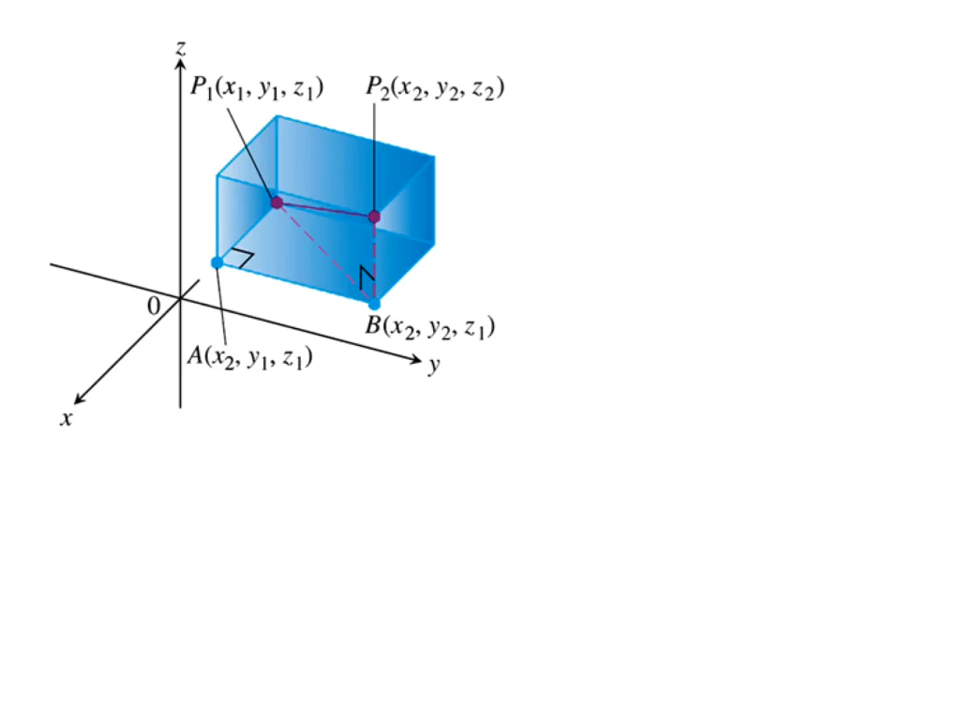 z
P₁(x₁, y₁, z₁) P₂(x₂, y₂, z₂)
0
B(x₂, y₂, z₁)
A(x₂, y₁, z₁)
y
x